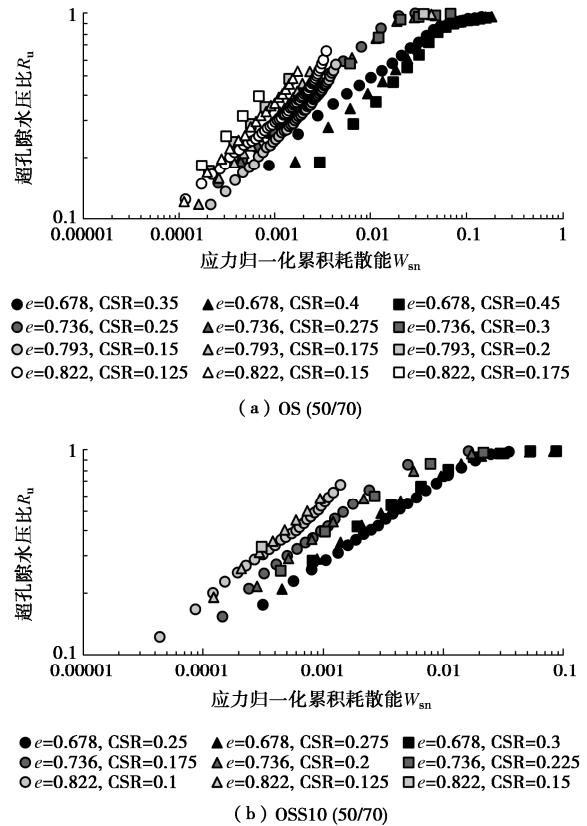 1
超孔隙水压比Ru
0.1
0.00001 0.0001 0.001 0.01 0.1 1
应力归一化累积耗散能Wsn
e=0.678, CSR=0.35 e=0.678, CSR=0.4 e=0.678, CSR=0.45
e=0.736, CSR=0.25 e=0.736, CSR=0.275 e=0.736, CSR=0.3
e=0.793, CSR=0.15 e=0.793, CSR=0.175 e=0.793, CSR=0.2
e=0.822, CSR=0.125 e=0.822, CSR=0.15 e=0.822, CSR=0.175
(a) OS (50/70)
1
超孔隙水压比Ru
0.1
0.00001 0.0001 0.001 0.01 0.1
应力归一化累积耗散能Wsn
e=0.678, CSR=0.25 e=0.678, CSR=0.275 e=0.678, CSR=0.3
e=0.736, CSR=0.175 e=0.736, CSR=0.2 e=0.736, CSR=0.225
e=0.822, CSR=0.1 e=0.822, CSR=0.125 e=0.822, CSR=0.15
(b) OSS10 (50/70)